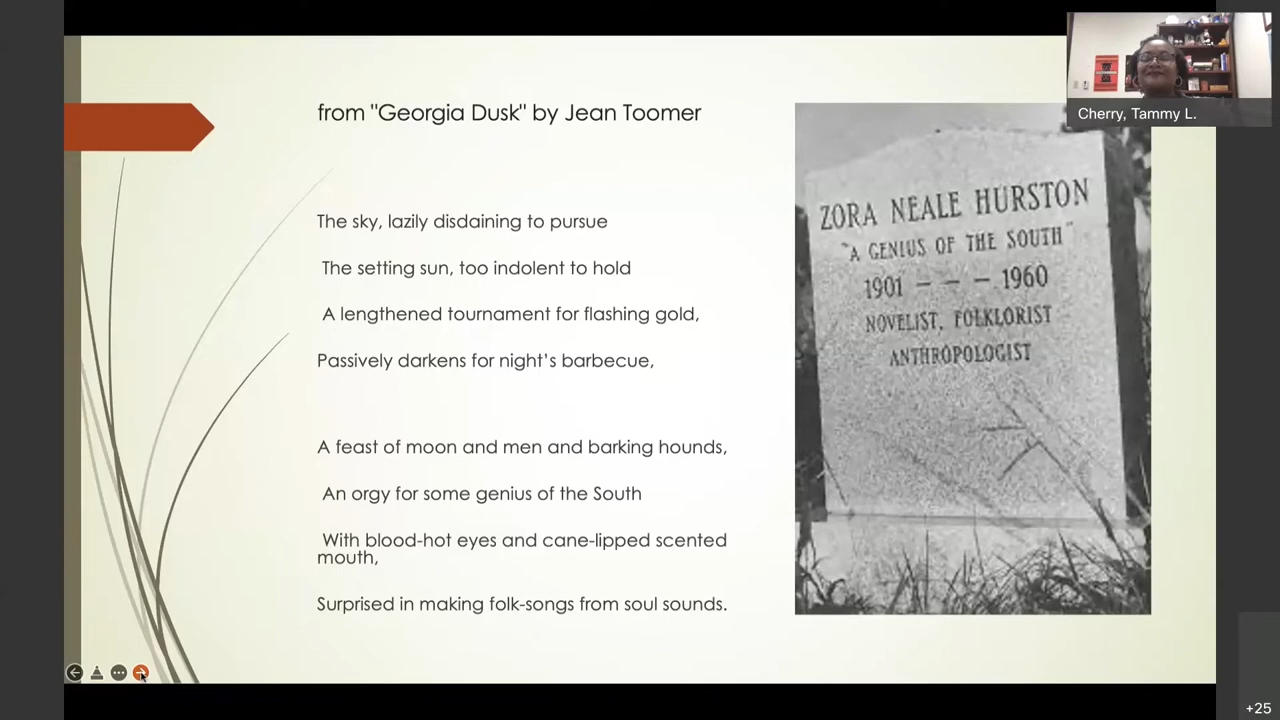 from "Georgia Dusk" by Jean Toomer
The sky, lazily disdaining to pursue
The setting sun, too indolent to hold
A lengthened tournament for flashing gold,
Passively darkens for night's barbecue,
A feast of moon and men and barking hounds,
An orgy for some genius of the South
With blood-hot eyes and cane-lipped scented
mouth,
Surprised in making folk-songs from soul sounds.
ZORA NEALE HURSTON
"A GENIUS OF THE SOUTH"
1901 - - - 1960
NOVELIST, FOLKLORIST
ANTHROPOLOGIST
Cherry, Tammy L.
+25